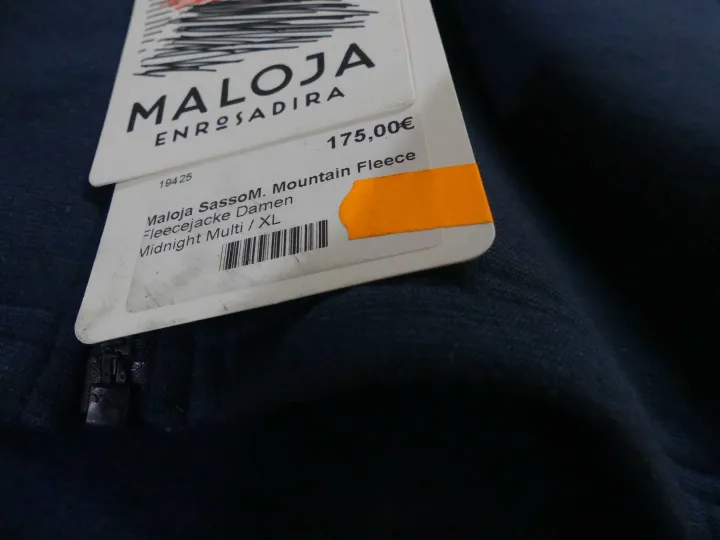 MALOJA
ENROSADIRA
175,00€
19425
Maloja SassoM. Mountain Fleece
Fleecejacke Damen
Midnight Multi / XL